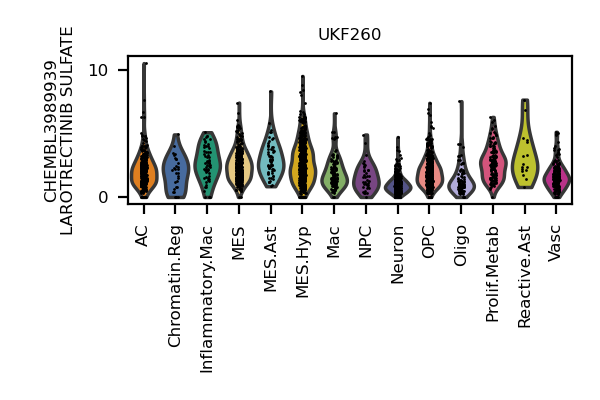 UKF260
CHEMBL3989939
LAROTRECTINIB SULFATE
10
0
AC
Chromatin.Reg
Inflammatory.Mac
MES
MES.Ast
MES.Hyp
Mac
NPC
Neuron
OPC
Oligo
Prolif.Metab
Reactive.Ast
Vasc